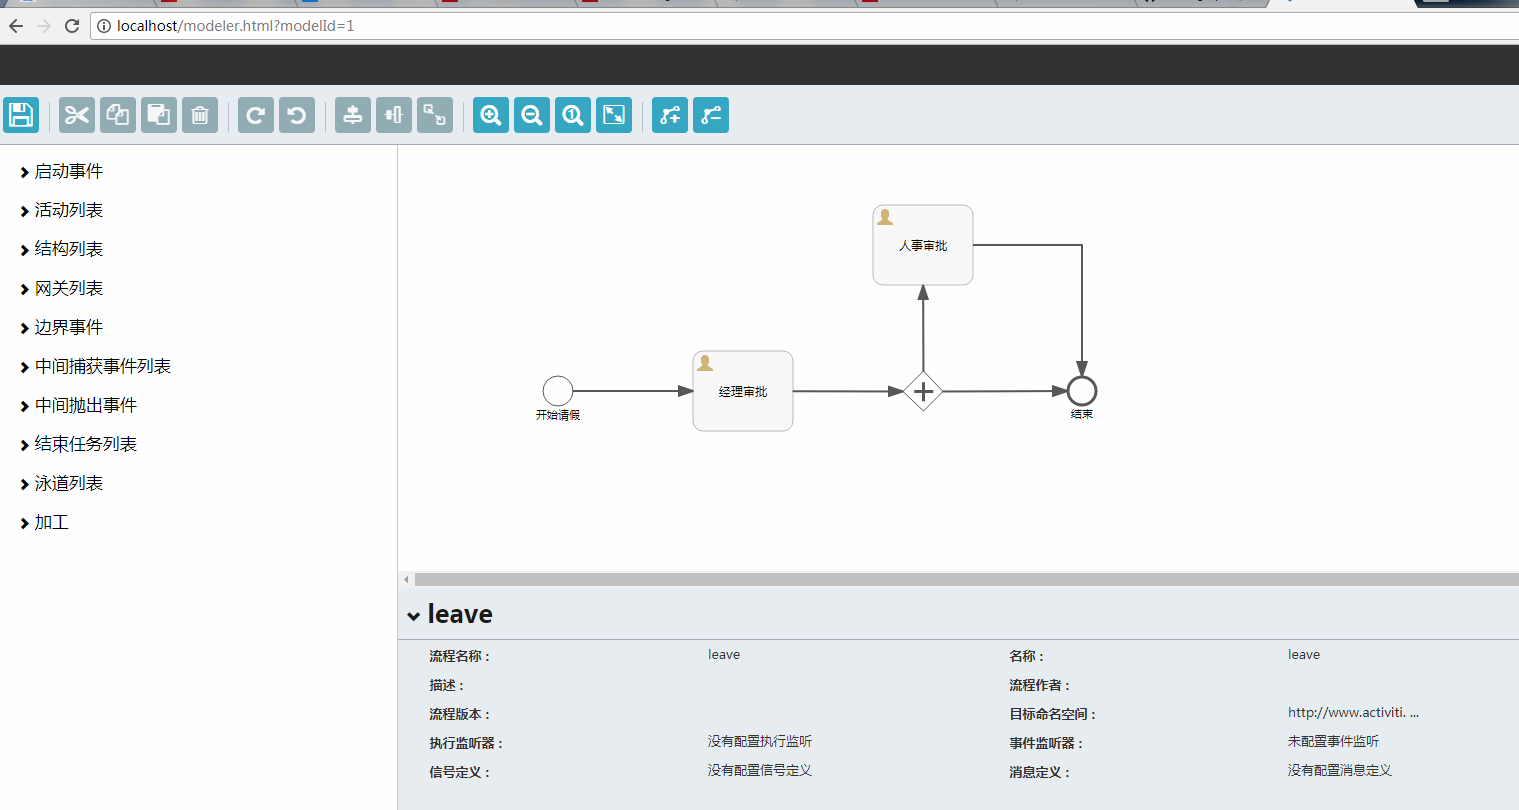 localhost/modeler.html?modelId=1
启动事件
活动列表
结构列表
网关列表
边界事件
中间捕获事件列表
中间抛出事件
结束任务列表
泳道列表
加工
人事审批
经理审批
开始请假
结束
leave
流程名称 : leave 名称 : leave
描述 : 流程作者 :
流程版本 : 目标命名空间 : http://www.activiti. ...
执行监听器 : 没有配置执行监听 事件监听器 : 未配置事件监听
信号定义 : 没有配置信号定义 消息定义 : 没有配置消息定义